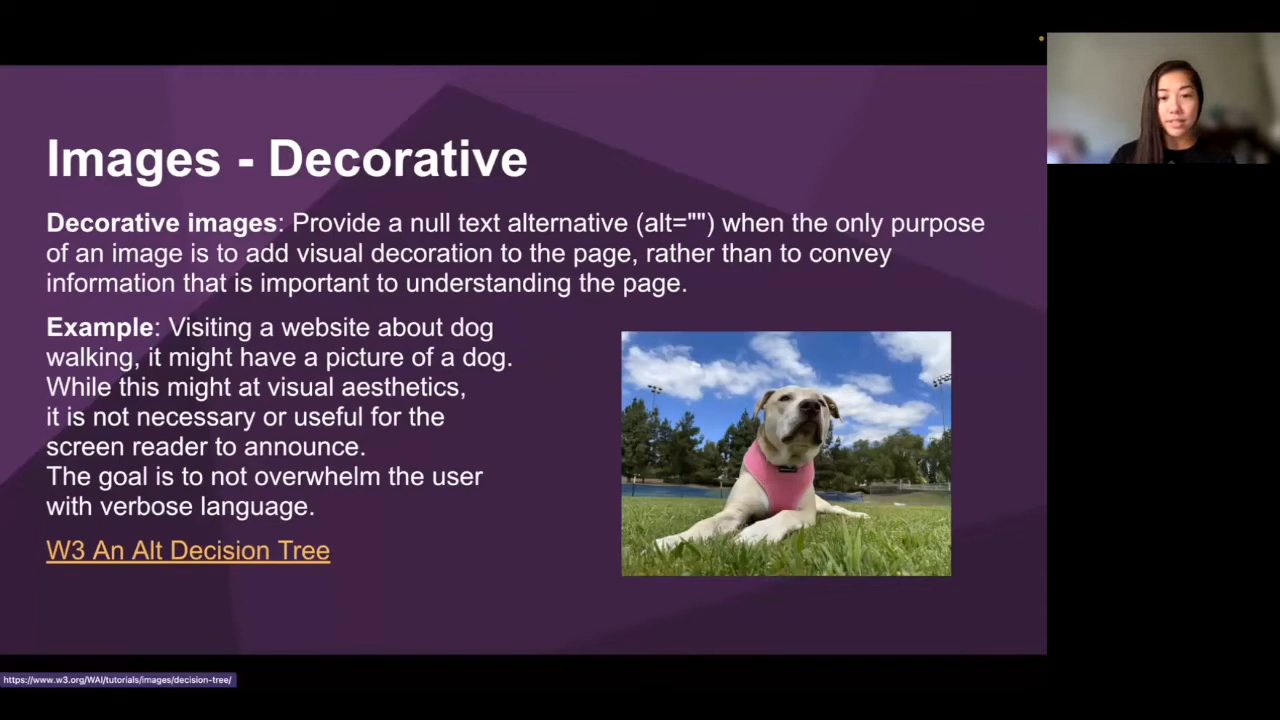 Images - Decorative
Decorative images: Provide a null text alternative (alt="") when the only purpose
of an image is to add visual decoration to the page, rather than to convey
information that is important to understanding the page.
Example: Visiting a website about dog
walking, it might have a picture of a dog.
While this might at visual aesthetics,
it is not necessary or useful for the
screen reader to announce.
The goal is to not overwhelm the user
with verbose language.
W3 An Alt Decision Tree
https://www.w3.org/WAI/tutorials/images/decision-tree/